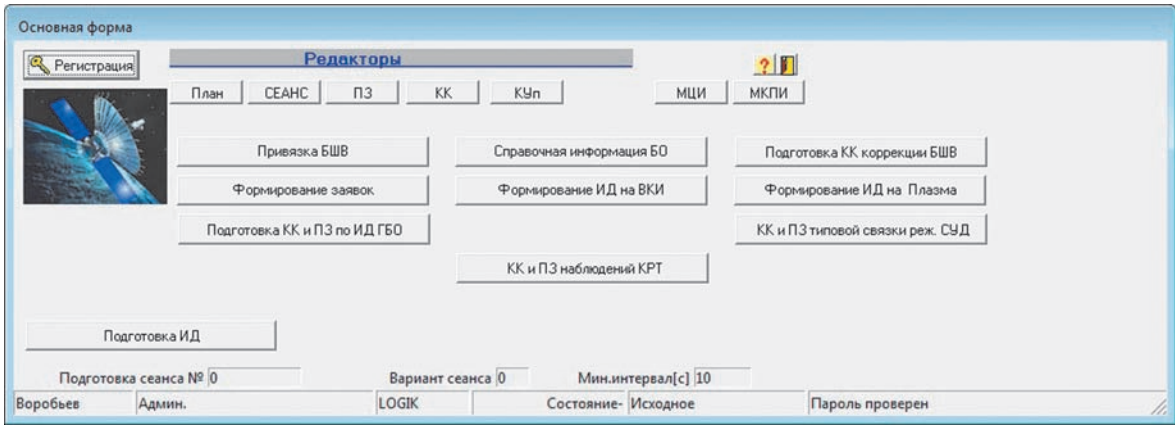 Основная форма
Регистрация
Редакторы
?
План СЕАНС ПЗ КК КУп МЦИ МКПИ
Привязка БШВ Справочная информация БО Подготовка КК коррекции БШВ
Формирование заявок Формирование ИД на ВКИ Формирование ИД на Плазма
Подготовка КК и ПЗ по ИД ГБО КК и ПЗ типовой связки реж. СУД
КК и ПЗ наблюдений КРТ
Подготовка ИД
Подготовка сеанса № 0 Вариант сеанса 0 Мин.интервал[с] 10
Воробьев Админ. LOGIK Состояние- Исходное Пароль проверен